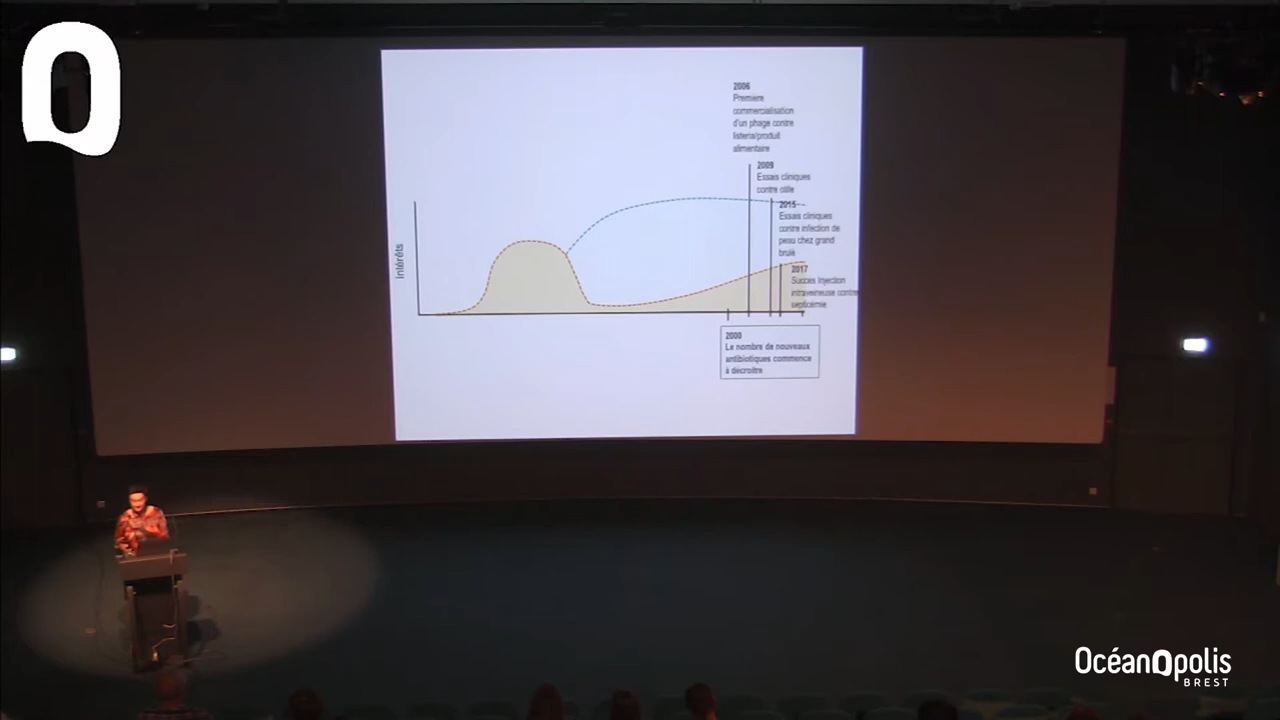 2006
Première
commercialisation
d'un phage contre
listeria/produit
alimentaire
2009
Essais cliniques
contre otite
2015
Essais cliniques
contre infection de
peau chez grand
brulé
2017
Succes Injection
intraveineuse contre
septicémie
Intérêts
2000
Le nombre de nouveaux
antibiotiques commence
à décroitre
OcéanOpolis
BREST